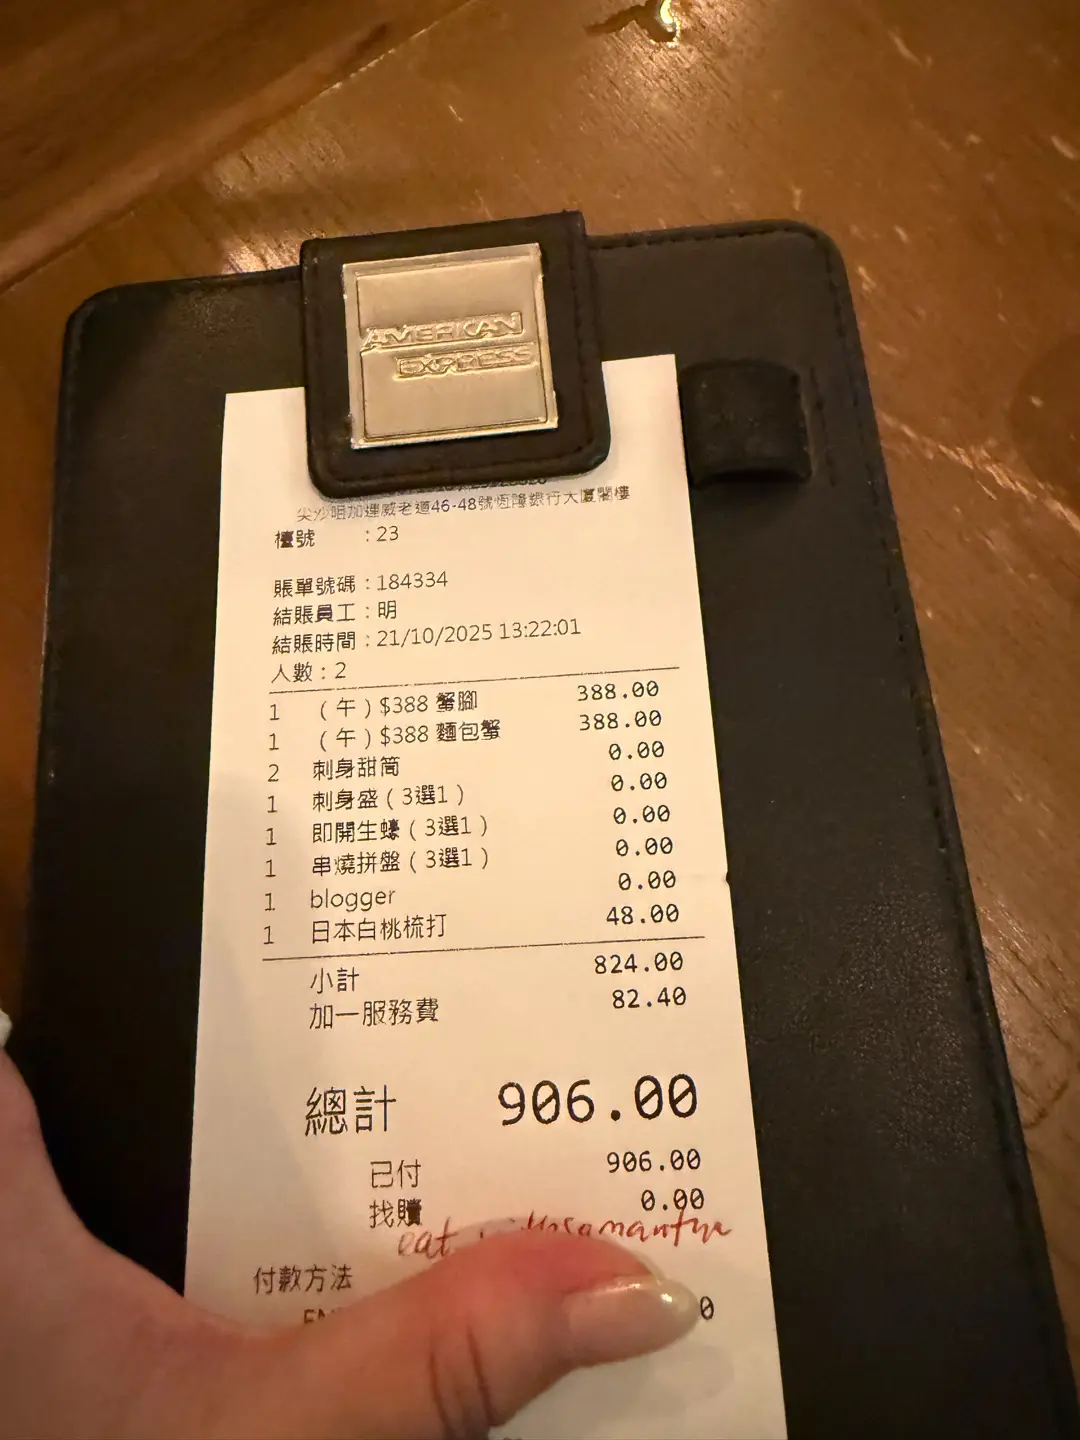 AMERICAN
EXPRESS
尖沙咀加連威老道46-48號恆隆銀行大廈閣樓
檯號 : 23
賬單號碼 : 184334
結賬員工 : 明
結賬時間 : 21/10/2025 13:22:01
人數 : 2
1 (午) $388 蟹腳 388.00
1 (午) $388 麵包蟹 388.00
2 刺身甜筒 0.00
1 刺身盛 (3選1) 0.00
1 即開生蠔 (3選1) 0.00
1 串燒拼盤 (3選1) 0.00
1 blogger 0.00
1 日本白桃梳打 48.00
小計 824.00
加一服務費 82.40
總計 906.00
已付 906.00
找贖 0.00
eat
付款方法
0